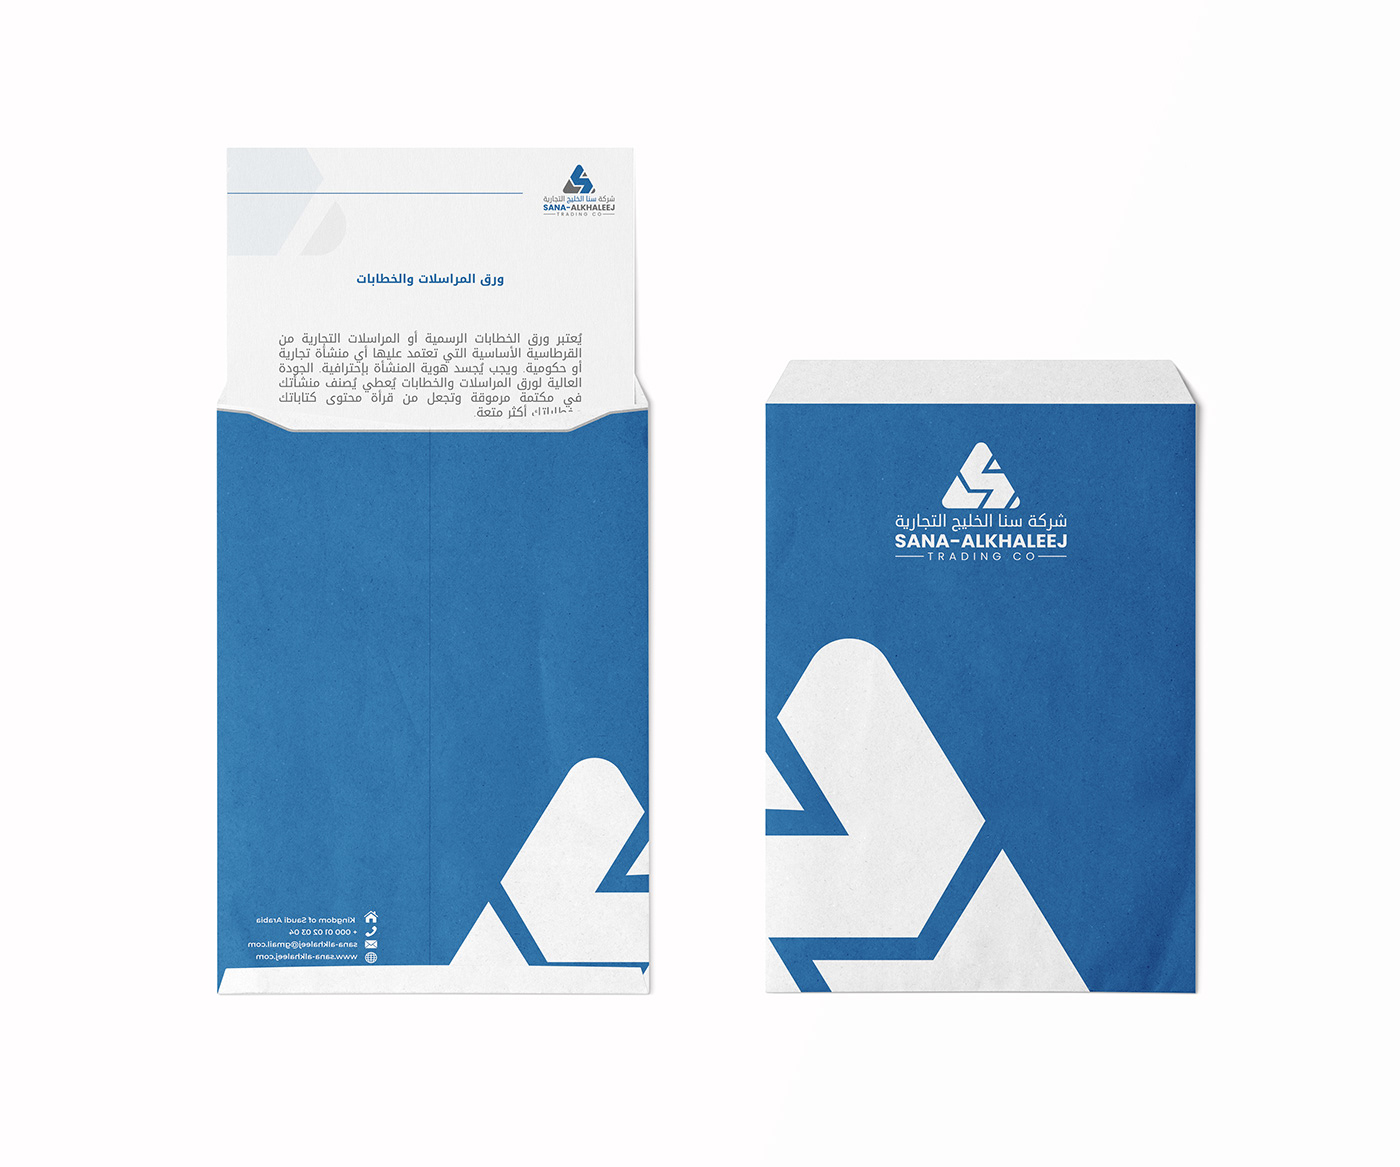 شركة سنا الخليج التجارية
SANA-ALKHALEEJ
TRADING CO
ورق المراسلات والخطابات
يُعتبر ورق الخطابات الرسمية أو المراسلات التجارية من
القرطاسية الأساسية التي تعتمد عليها أي منشأة تجارية
أو حكومية. ويجب يُجسد هوية المنشأة بإحترافية. الجودة
العالية لورق المراسلات والخطابات يُعطي يُصنف منشأتك
في مكتمة مرموقة وتجعل من قرأة محتوى كتاباتك
أكثر متعة.
Kingdom of Saudi Arabia
+ 000 01 02 03 04
sana-alkhaleej@gmail.com
www.sana-alkhaleej.com
شركة سنا الخليج التجارية
SANA-ALKHALEEJ
TRADING CO